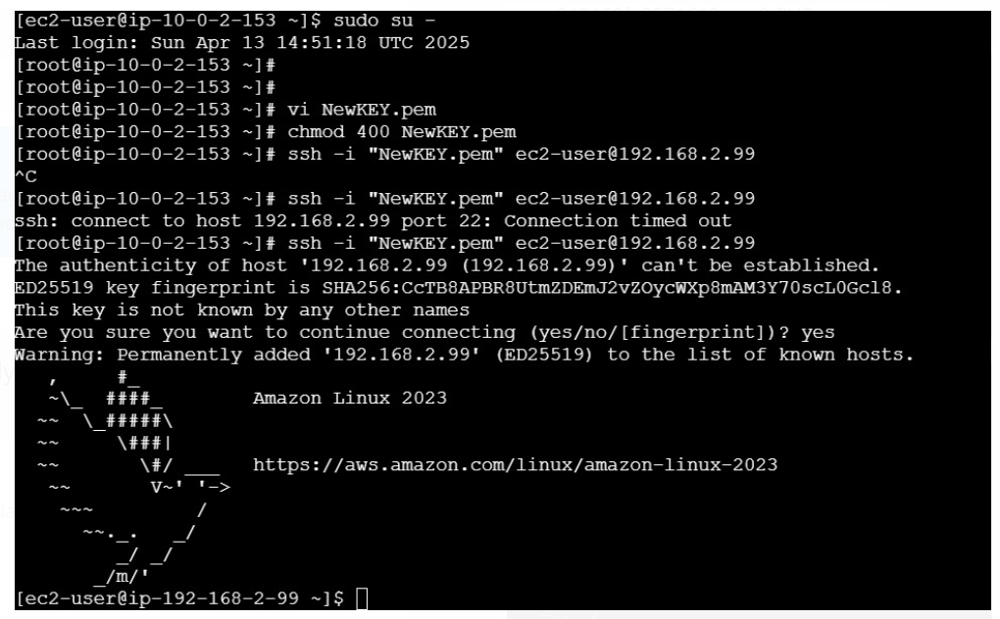 [ec2-user@ip-10-0-2-153 ~]$ sudo su -
Last login: Sun Apr 13 14:51:18 UTC 2025
[root@ip-10-0-2-153 ~]#
[root@ip-10-0-2-153 ~]#
[root@ip-10-0-2-153 ~]# vi NewKEY.pem
[root@ip-10-0-2-153 ~]# chmod 400 NewKEY.pem
[root@ip-10-0-2-153 ~]# ssh -i "NewKEY.pem" ec2-user@192.168.2.99
^C
[root@ip-10-0-2-153 ~]# ssh -i "NewKEY.pem" ec2-user@192.168.2.99
ssh: connect to host 192.168.2.99 port 22: Connection timed out
[root@ip-10-0-2-153 ~]# ssh -i "NewKEY.pem" ec2-user@192.168.2.99
The authenticity of host '192.168.2.99 (192.168.2.99)' can't be established.
ED25519 key fingerprint is SHA256:CcTB8APBR8UtmZDEmJ2vZOycWXp8mAM3Y70scL0Gcl8.
This key is not known by any other names
Are you sure you want to continue connecting (yes/no/[fingerprint])? yes
Warning: Permanently added '192.168.2.99' (ED25519) to the list of known hosts.
   ,     #_
   ~\_  ####_        Amazon Linux 2023
  ~~  \_#####\
  ~~     \###|
  ~~       \#/ ___   https://aws.amazon.com/linux/amazon-linux-2023
   ~~       V~' '->
    ~~~         /
      ~~._.   _/
         _/ _/
       _/m/'
[ec2-user@ip-192-168-2-99 ~]$